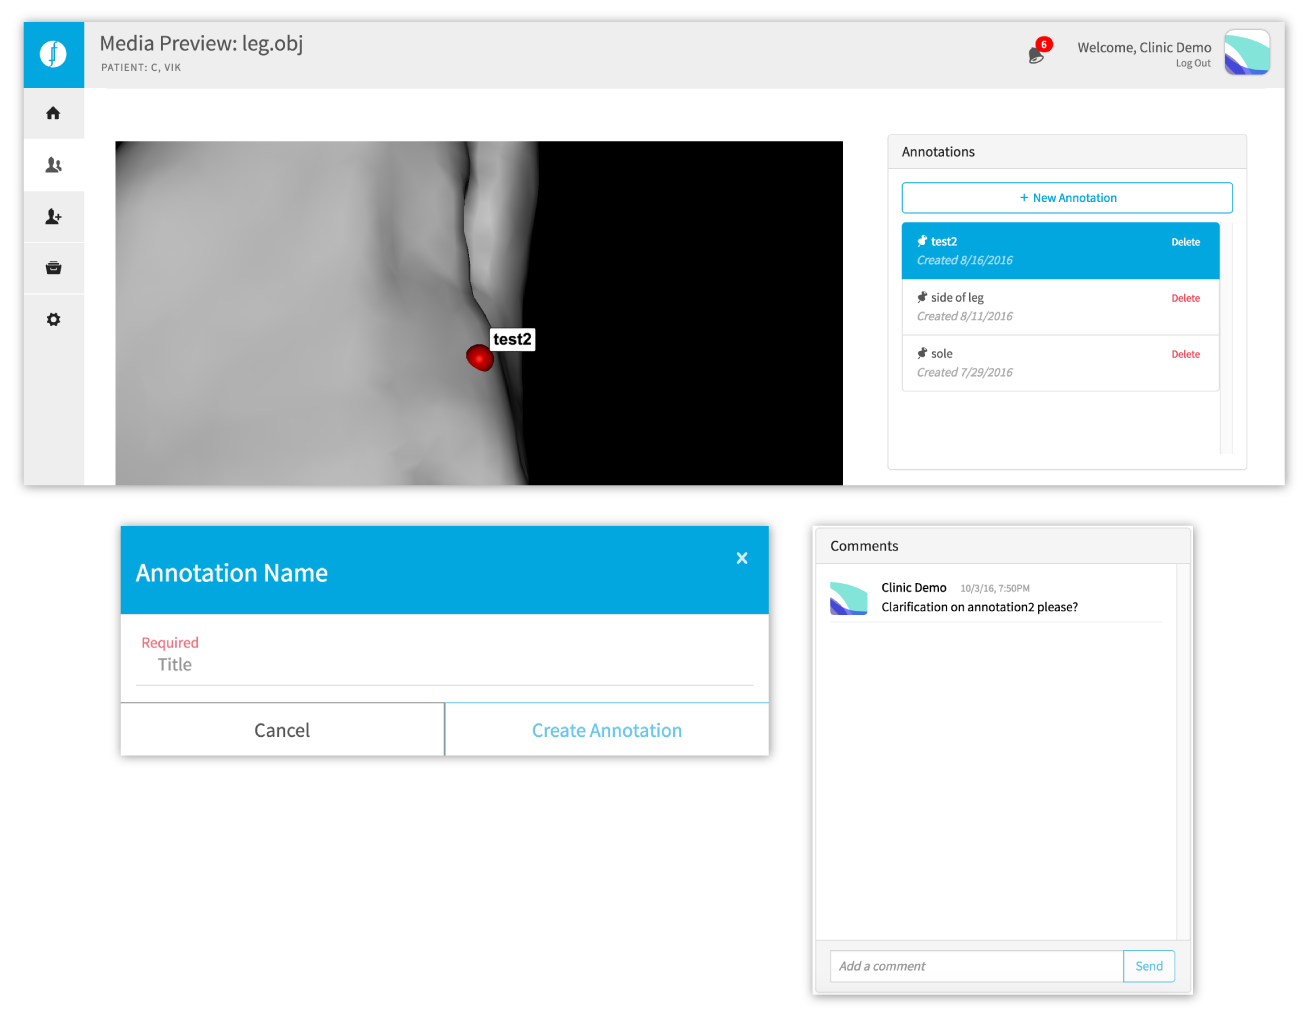 Media Preview: leg.obj
PATIENT: C, VIK
6
Welcome, Clinic Demo
Log Out
Annotations
+ New Annotation
test2 Delete
Created 8/16/2016
side of leg Delete
Created 8/11/2016
sole Delete
Created 7/29/2016
test2
Annotation Name
x
Required
Title
Cancel Create Annotation
Comments
Clinic Demo 10/3/16, 7:50PM
Clarification on annotation2 please?
Add a comment Send